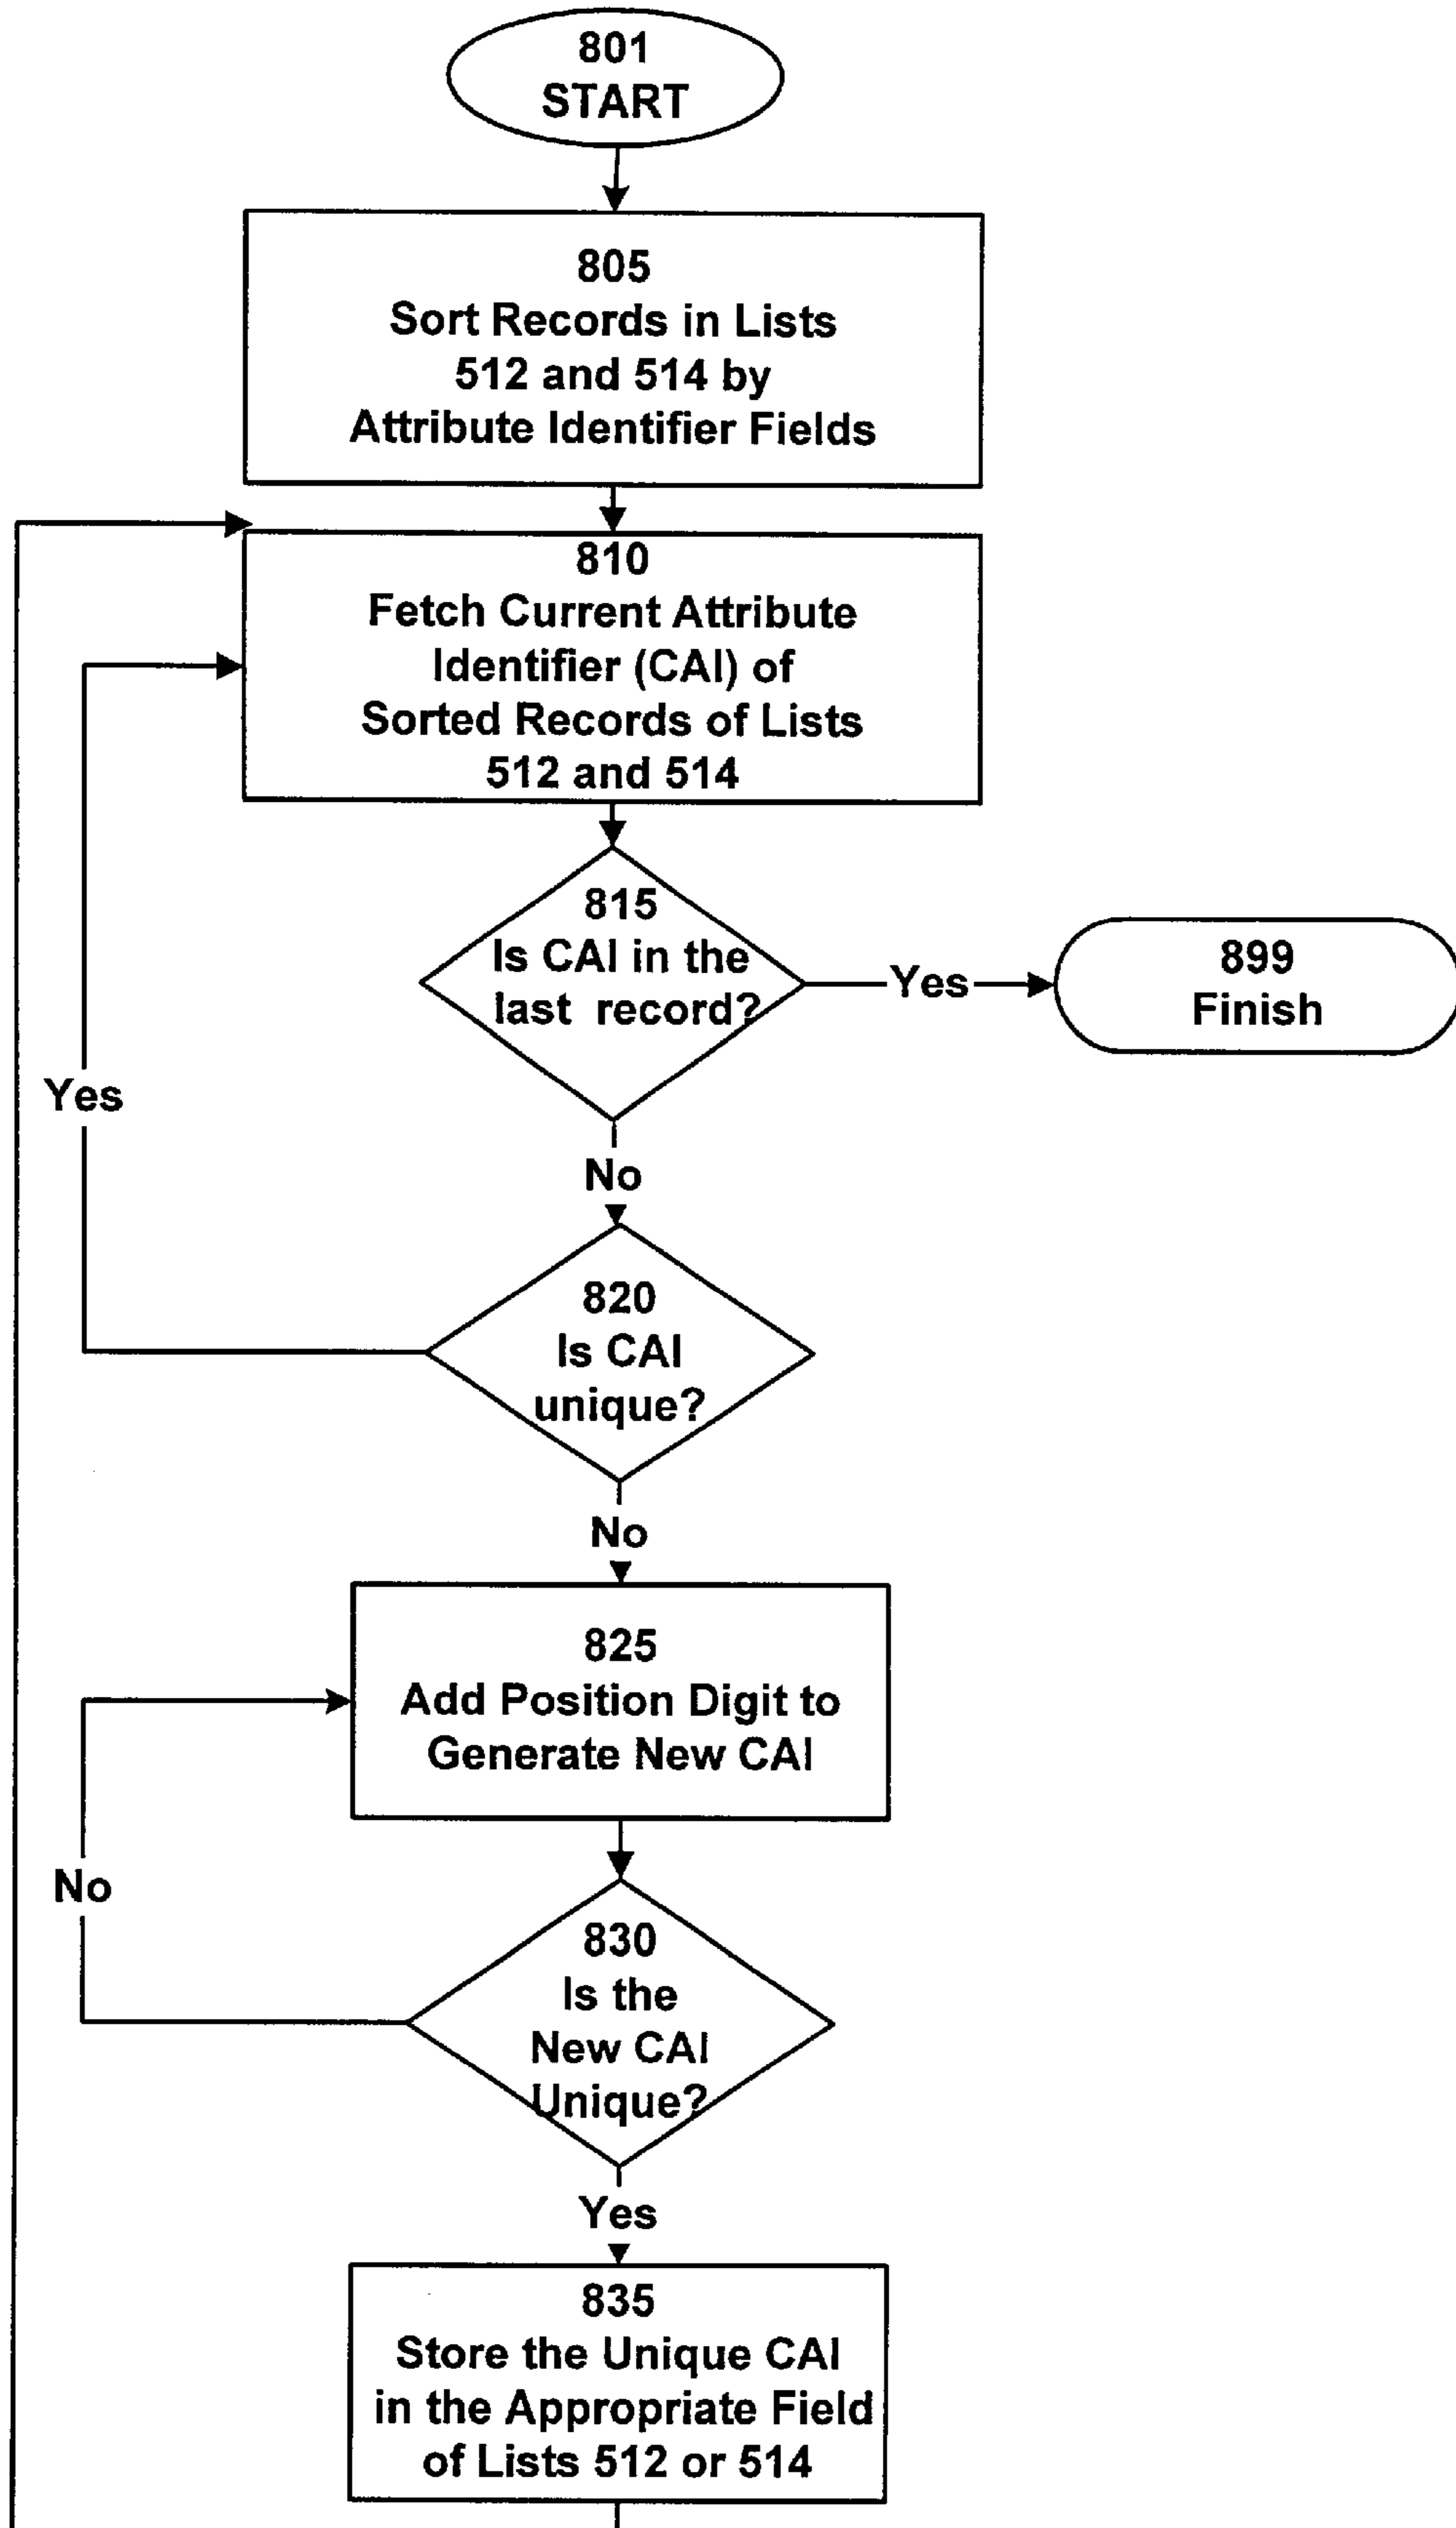 801
START
805
Sort Records in Lists
512 and 514 by
Attribute Identifier Fields
810
Fetch Current Attribute
Identifier (CAI) of
Sorted Records of Lists
512 and 514
815
Is CAI in the
last record?
Yes
899
Finish
Yes
No
820
Is CAI
unique?
No
825
Add Position Digit to
Generate New CAI
No
830
Is the
New CAI
Unique?
Yes
835
Store the Unique CAI
in the Appropriate Field
of Lists 512 or 514